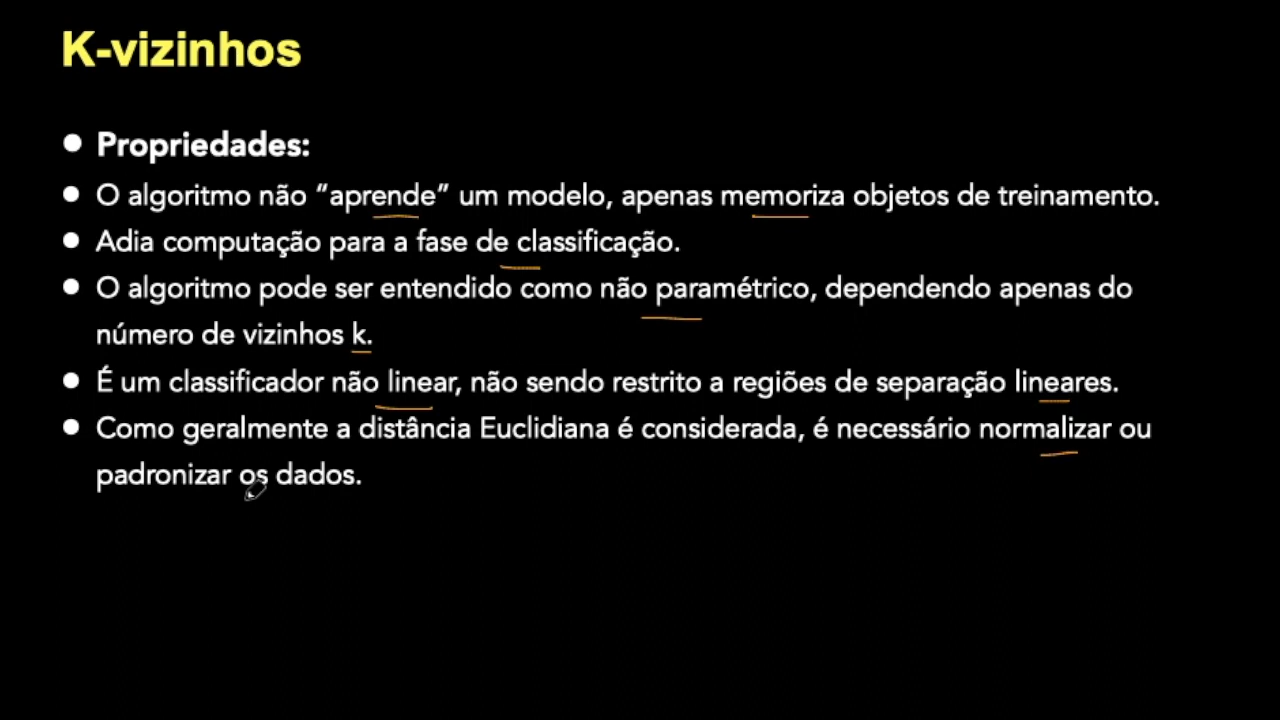 K-vizinhos
Propriedades:
O algoritmo não “aprende” um modelo, apenas memoriza objetos de treinamento.
Adia computação para a fase de classificação.
O algoritmo pode ser entendido como não paramétrico, dependendo apenas do
número de vizinhos k.
É um classificador não linear, não sendo restrito a regiões de separação lineares.
Como geralmente a distância Euclidiana é considerada, é necessário normalizar ou
padronizar os dados.